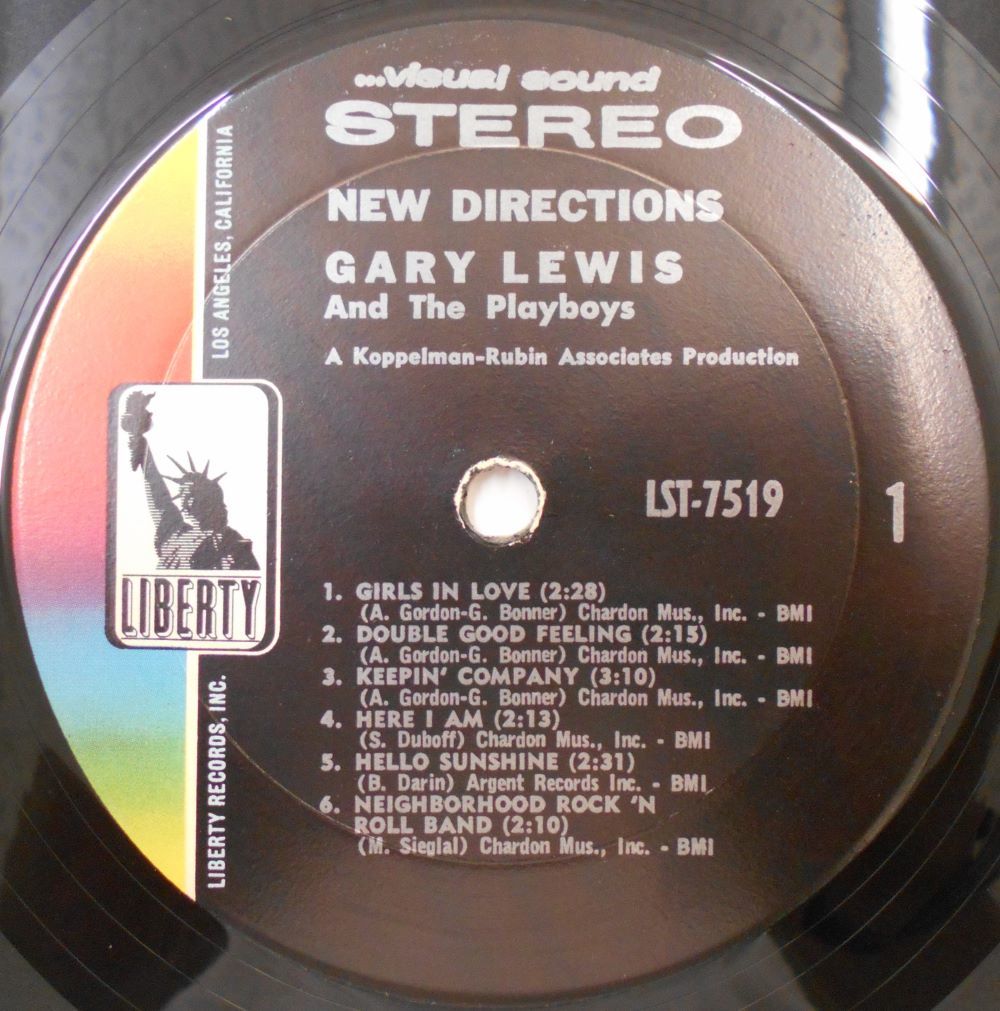 ...visual sound
STEREO
NEW DIRECTIONS
GARY LEWIS
And The Playboys
A Koppelman-Rubin Associates Production
LST-7519
1
1. GIRLS IN LOVE (2:28)
(A. Gordon-G. Bonner) Chardon Mus., Inc. - BMI
2. DOUBLE GOOD FEELING (2:15)
(A. Gordon-G. Bonner) Chardon Mus., Inc. - BMI
3. KEEPIN' COMPANY (3:10)
(A. Gordon-G. Bonner) Chardon Mus., Inc. - BMI
4. HERE I AM (2:13)
(S. Duboff) Chardon Mus., Inc. - BMI
5. HELLO SUNSHINE (2:31)
(B. Darin) Argent Records Inc. - BMI
6. NEIGHBORHOOD ROCK 'N
ROLL BAND (2:10)
(M. Sieglal) Chardon Mus., Inc. - BMI
LIBERTY
LIBERTY RECORDS, INC.
LOS ANGELES, CALIFORNIA